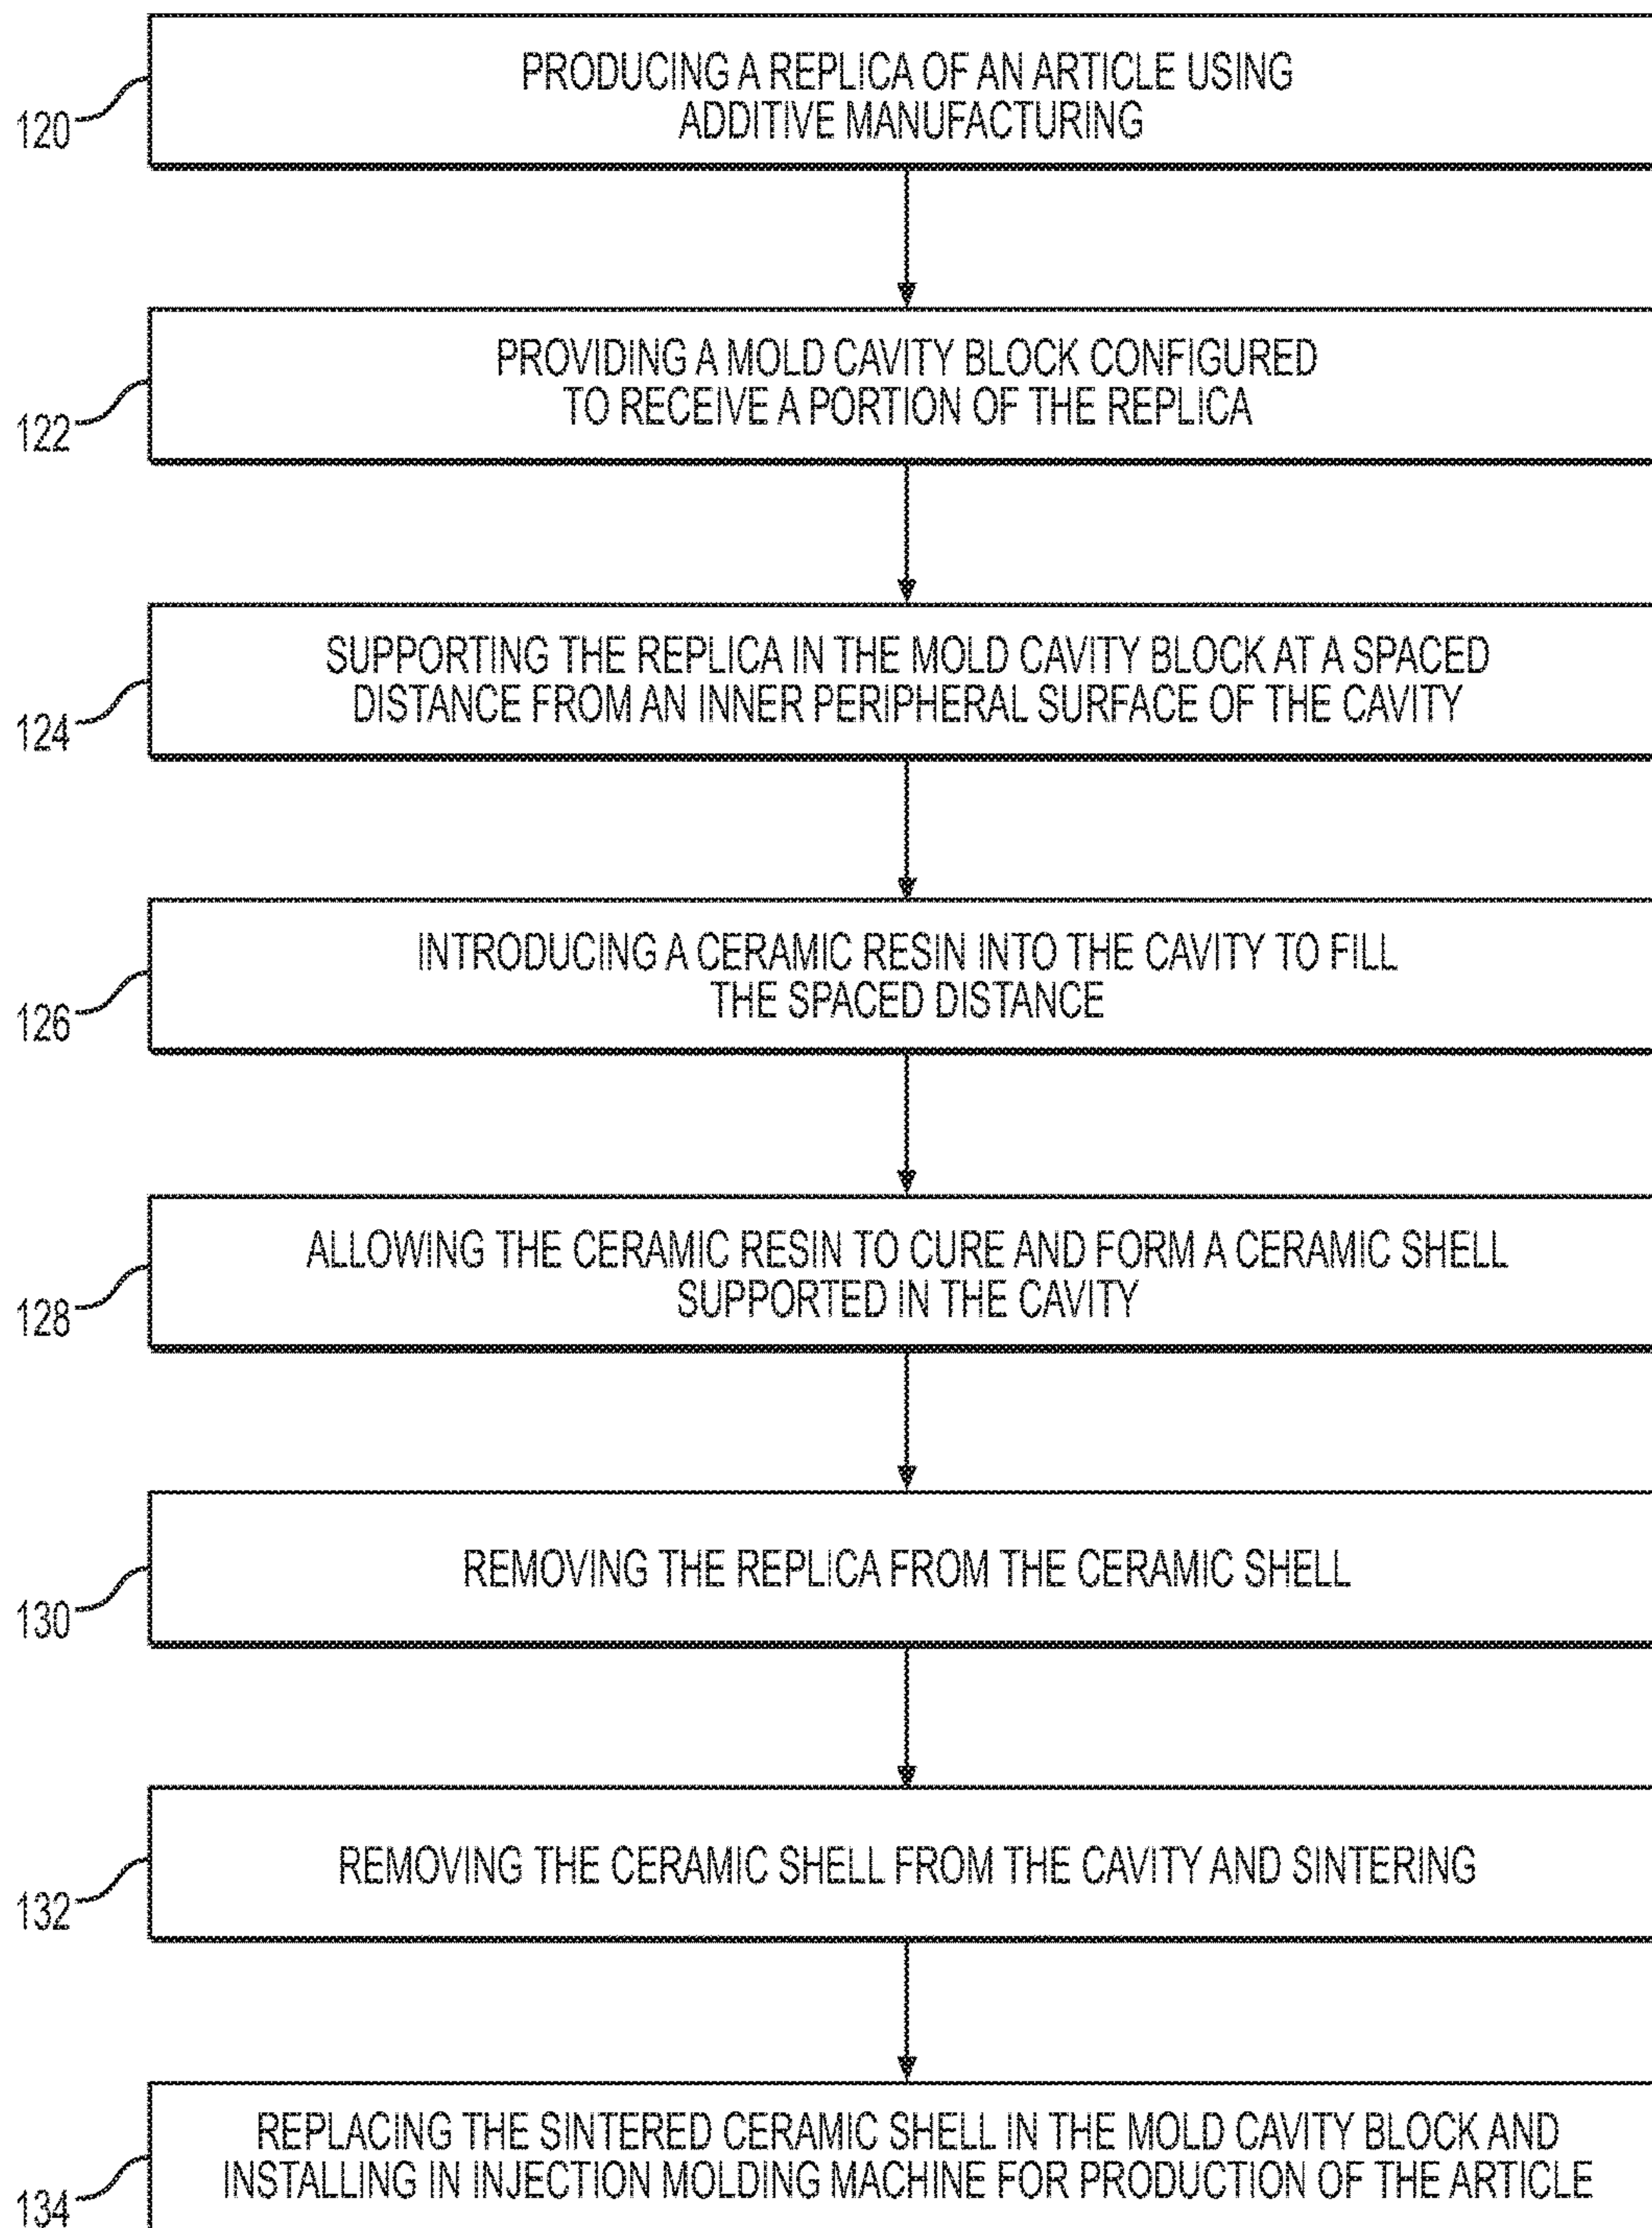 PRODUCING A REPLICA OF AN ARTICLE USING
ADDITIVE MANUFACTURING
120
PROVIDING A MOLD CAVITY BLOCK CONFIGURED
TO RECEIVE A PORTION OF THE REPLICA
122
SUPPORTING THE REPLICA IN THE MOLD CAVITY BLOCK AT A SPACED
DISTANCE FROM AN INNER PERIPHERAL SURFACE OF THE CAVITY
124
INTRODUCING A CERAMIC RESIN INTO THE CAVITY TO FILL
THE SPACED DISTANCE
126
ALLOWING THE CERAMIC RESIN TO CURE AND FORM A CERAMIC SHELL
SUPPORTED IN THE CAVITY
128
REMOVING THE REPLICA FROM THE CERAMIC SHELL
130
REMOVING THE CERAMIC SHELL FROM THE CAVITY AND SINTERING
132
REPLACING THE SINTERED CERAMIC SHELL IN THE MOLD CAVITY BLOCK AND
INSTALLING IN INJECTION MOLDING MACHINE FOR PRODUCTION OF THE ARTICLE
134